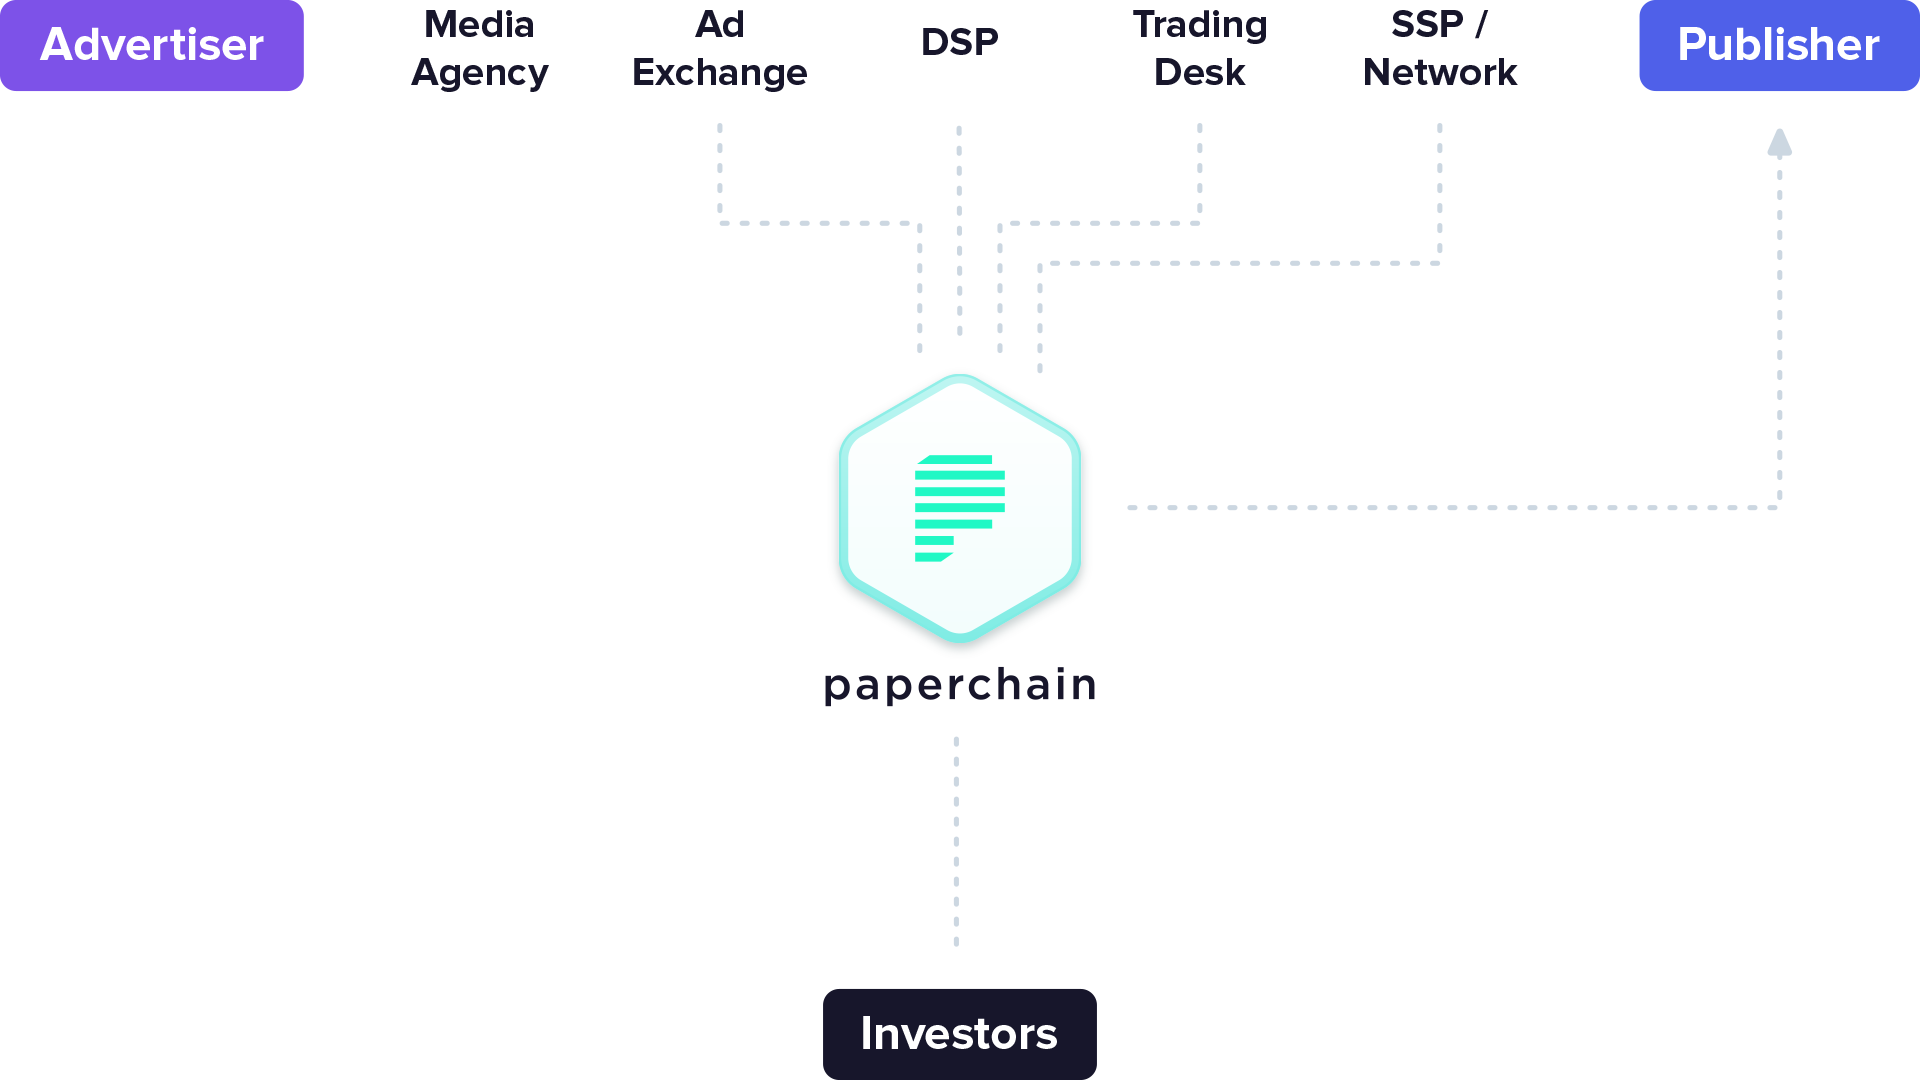 Advertiser
Media
Agency
Ad
Exchange
DSP
Trading
Desk
SSP /
Network
Publisher
paperchain
Investors